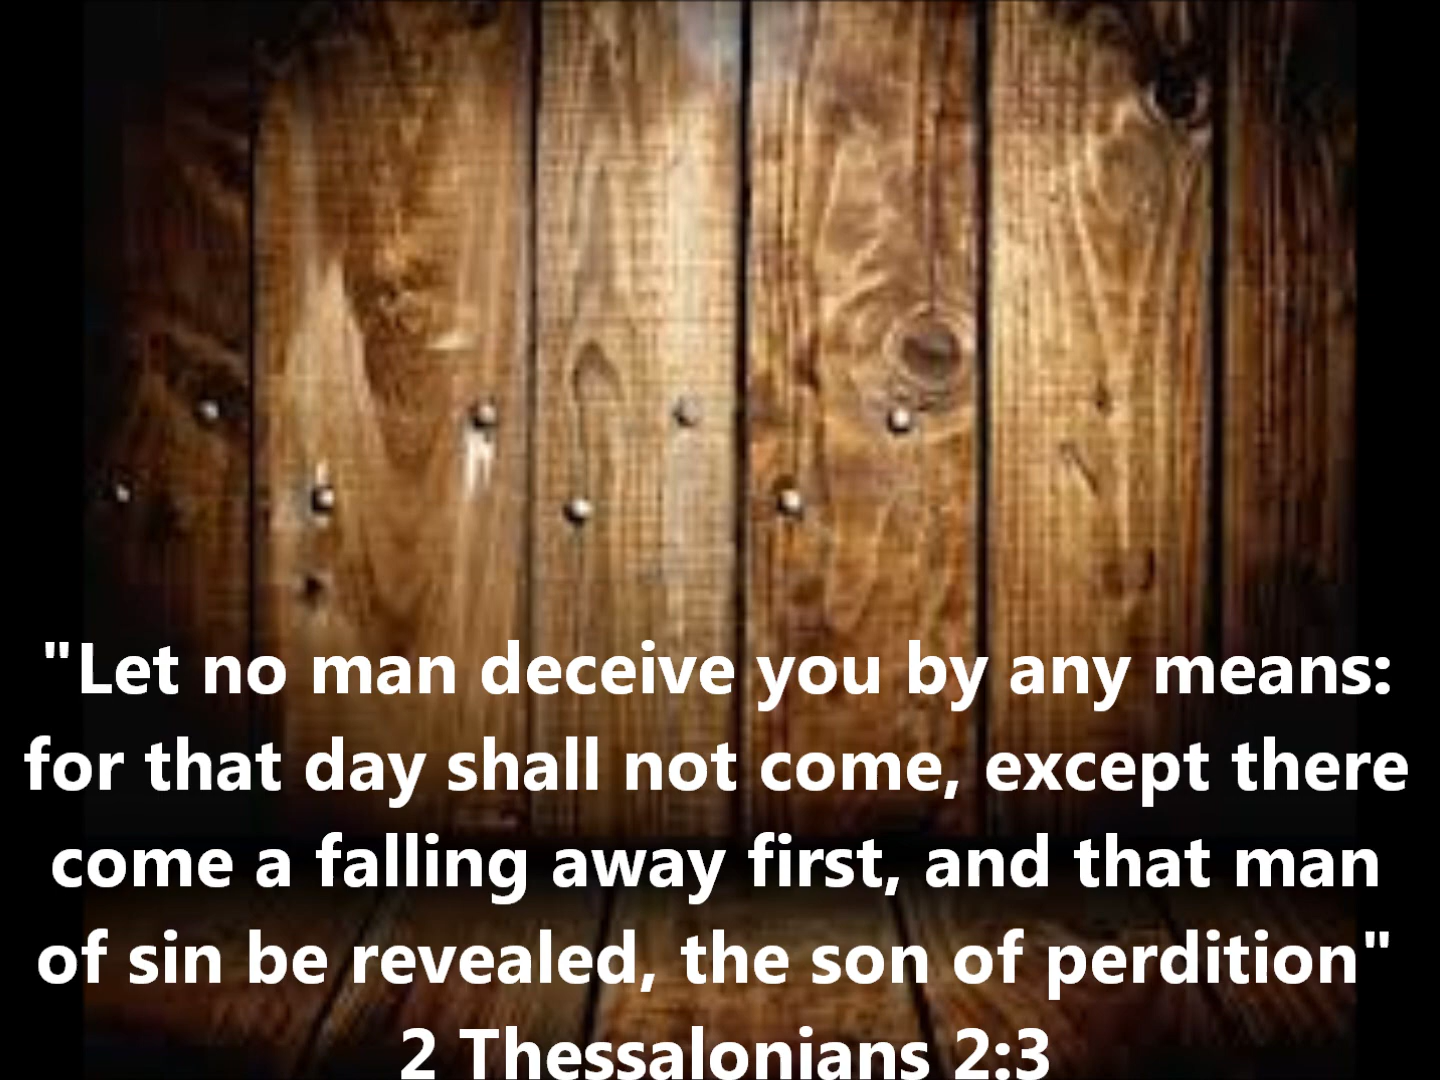 "Let no man deceive you by any means:
for that day shall not come, except there
come a falling away first, and that man
of sin be revealed, the son of perdition"
2 Thessalonians 2:3